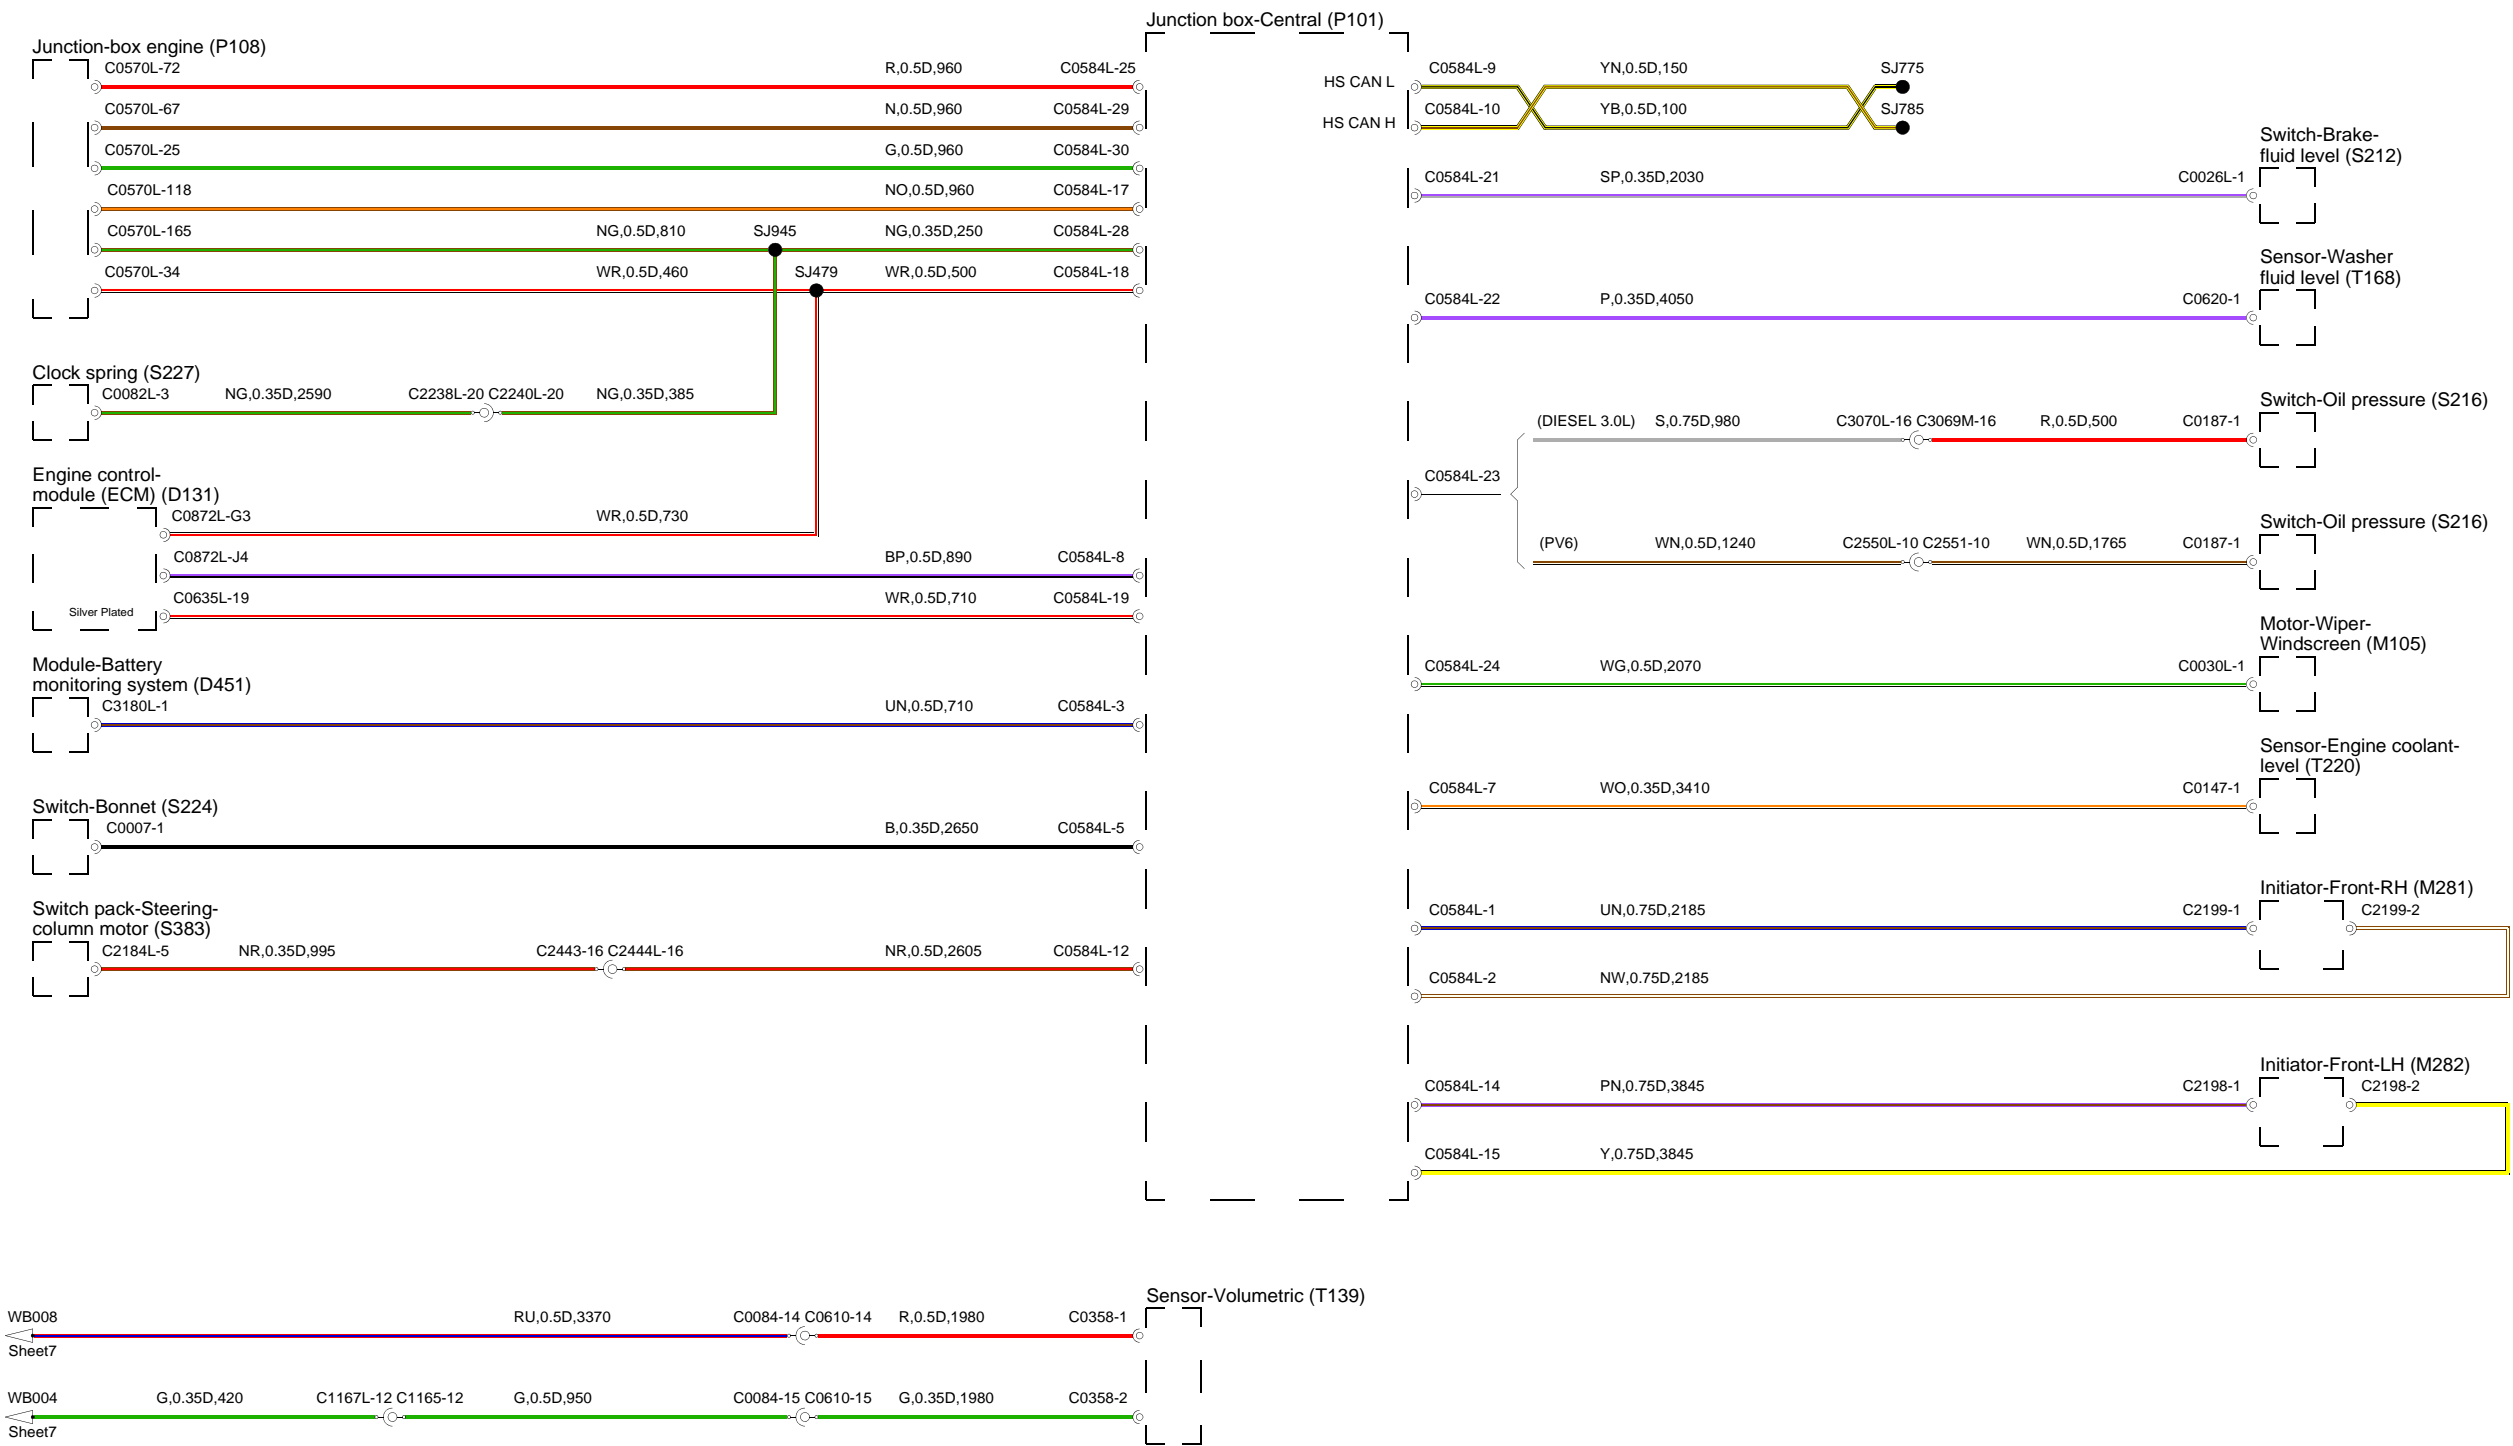 Junction box-Central (P101)
Junction-box engine (P108)
C0570L-72 R,0.5D,960 C0584L-25
C0570L-67 N,0.5D,960 C0584L-29
C0570L-25 G,0.5D,960 C0584L-30
C0570L-118 NO,0.5D,960 C0584L-17
C0570L-165 NG,0.5D,810 SJ945 NG,0.35D,250 C0584L-28
C0570L-34 WR,0.5D,460 SJ479 WR,0.5D,500 C0584L-18
Clock spring (S227)
C0082L-3 NG,0.35D,2590 C2238L-20 C2240L-20 NG,0.35D,385
Engine control-
module (ECM) (D131)
C0872L-G3 WR,0.5D,730
C0872L-J4 BP,0.5D,890 C0584L-8
C0635L-19 WR,0.5D,710 C0584L-19
Silver Plated
Module-Battery
monitoring system (D451)
C3180L-1 UN,0.5D,710 C0584L-3
Switch-Bonnet (S224)
C0007-1 B,0.35D,2650 C0584L-5
Switch pack-Steering-
column motor (S383)
C2184L-5 NR,0.35D,995 C2443-16 C2444L-16 NR,0.5D,2605 C0584L-12
HS CAN L C0584L-9 YN,0.5D,150 SJ775
HS CAN H C0584L-10 YB,0.5D,100 SJ785
Switch-Brake-
fluid level (S212)
C0584L-21 SP,0.35D,2030 C0026L-1
Sensor-Washer
fluid level (T168)
C0584L-22 P,0.35D,4050 C0620-1
Switch-Oil pressure (S216)
(DIESEL 3.0L) S,0.75D,980 C3070L-16 C3069M-16 R,0.5D,500 C0187-1
C0584L-23
Switch-Oil pressure (S216)
(PV6) WN,0.5D,1240 C2550L-10 C2551-10 WN,0.5D,1765 C0187-1
Motor-Wiper-
Windscreen (M105)
C0584L-24 WG,0.5D,2070 C0030L-1
Sensor-Engine coolant-
level (T220)
C0584L-7 WO,0.35D,3410 C0147-1
Initiator-Front-RH (M281)
C0584L-1 UN,0.75D,2185 C2199-1 C2199-2
C0584L-2 NW,0.75D,2185
Initiator-Front-LH (M282)
C0584L-14 PN,0.75D,3845 C2198-1 C2198-2
C0584L-15 Y,0.75D,3845
Sensor-Volumetric (T139)
WB008 RU,0.5D,3370 C0084-14 C0610-14 R,0.5D,1980 C0358-1
Sheet7
WB004 G,0.35D,420 C1167L-12 C1165-12 G,0.5D,950 C0084-15 C0610-15 G,0.35D,1980 C0358-2
Sheet7